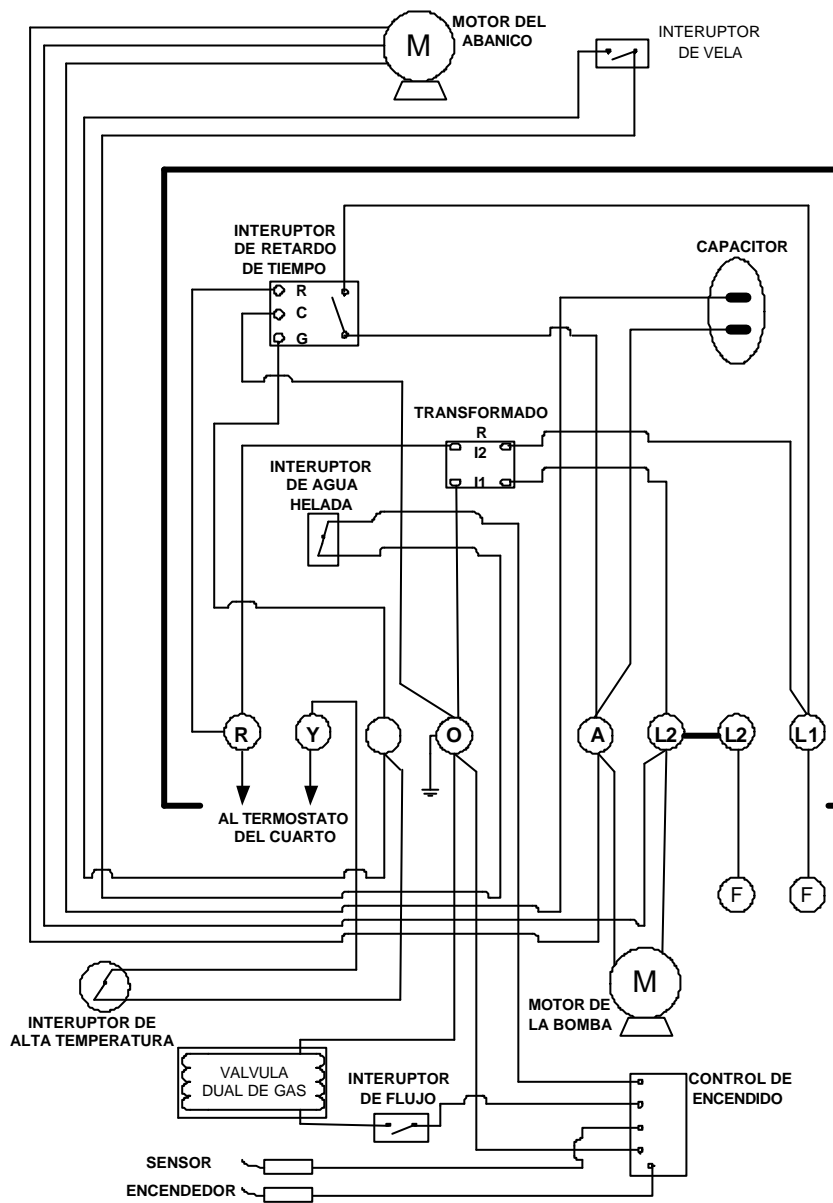 MOTOR DEL
ABANICO
M
INTERUPTOR
DE VELA
INTERUPTOR
DE RETARDO
DE TIEMPO
R
C
G
CAPACITOR
TRANSFORMADO
R
I2
I1
INTERUPTOR
DE AGUA
HELADA
R
Y
O
A
L2
L2
L1
AL TERMOSTATO
DEL CUARTO
F
F
M
MOTOR DE
LA BOMBA
INTERUPTOR DE
ALTA TEMPERATURA
VALVULA
DUAL DE GAS
INTERUPTOR
DE FLUJO
CONTROL DE
ENCENDIDO
SENSOR
ENCENDEDOR